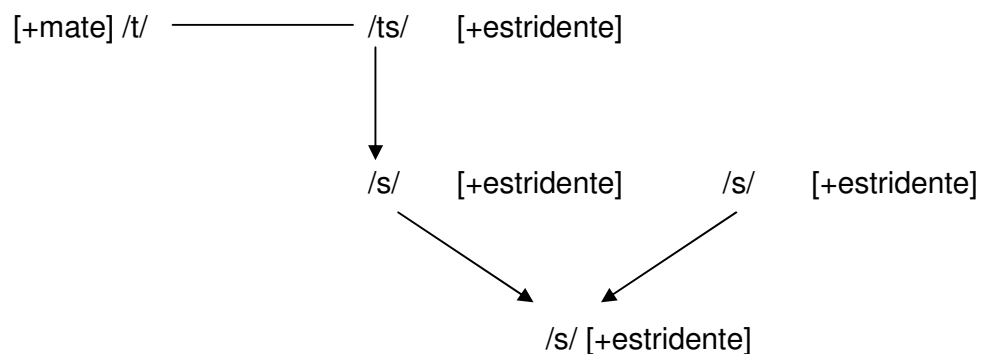 [+mate] /t/ /ts/ [+estridente]
/s/ [+estridente] /s/ [+estridente]
/s/ [+estridente]